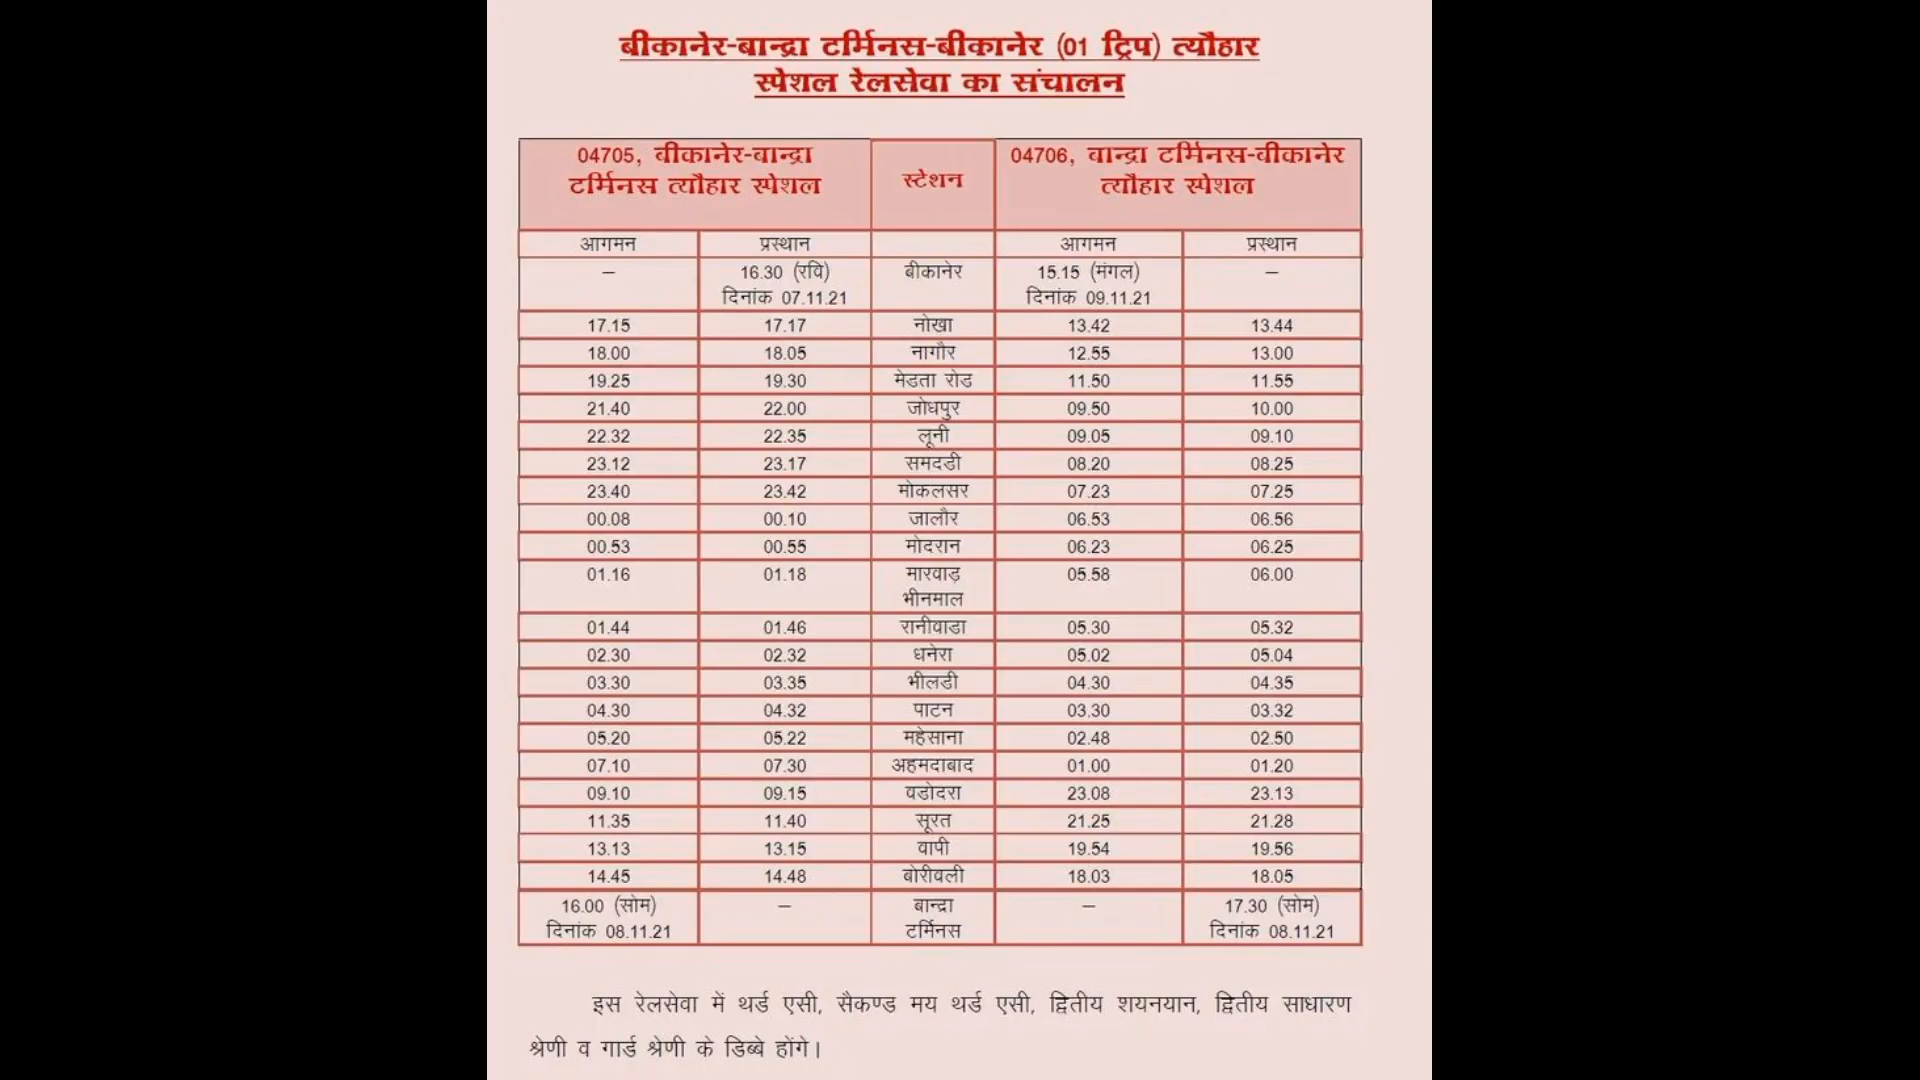 बीकानेर-बान्द्रा टर्मिनस-बीकानेर (01 ट्रिप) त्यौहार
स्पेशल रेलसेवा का संचालन
04705, बीकानेर-बान्द्रा टर्मिनस त्यौहार स्पेशल स्टेशन 04706, बान्द्रा टर्मिनस-बीकानेर त्यौहार स्पेशल
आगमन प्रस्थान आगमन प्रस्थान
– 16.30 (रवि) दिनांक 07.11.21 बीकानेर 15.15 (मंगल) दिनांक 09.11.21 –
17.15 17.17 नोखा 13.42 13.44
18.00 18.05 नागौर 12.55 13.00
19.25 19.30 मेडता रोड 11.50 11.55
21.40 22.00 जोधपुर 09.50 10.00
22.32 22.35 लूनी 09.05 09.10
23.12 23.17 समदडी 08.20 08.25
23.40 23.42 मोकलसर 07.23 07.25
00.08 00.10 जालौर 06.53 06.56
00.53 00.55 मोदरान 06.23 06.25
01.16 01.18 मारवाड़ भीनमाल 05.58 06.00
01.44 01.46 रानीवाडा 05.30 05.32
02.30 02.32 धनेरा 05.02 05.04
03.30 03.35 भीलडी 04.30 04.35
04.30 04.32 पाटन 03.30 03.32
05.20 05.22 महेसाना 02.48 02.50
07.10 07.30 अहमदाबाद 01.00 01.20
09.10 09.15 वडोदरा 23.08 23.13
11.35 11.40 सूरत 21.25 21.28
13.13 13.15 वापी 19.54 19.56
14.45 14.48 बोरीवली 18.03 18.05
16.00 (सोम) दिनांक 08.11.21 – बान्द्रा टर्मिनस – 17.30 (सोम) दिनांक 08.11.21
इस रेलसेवा में थर्ड एसी, सैकण्ड मय थर्ड एसी, द्वितीय शयनयान, द्वितीय साधारण
श्रेणी व गार्ड श्रेणी के डिब्बे होंगे।